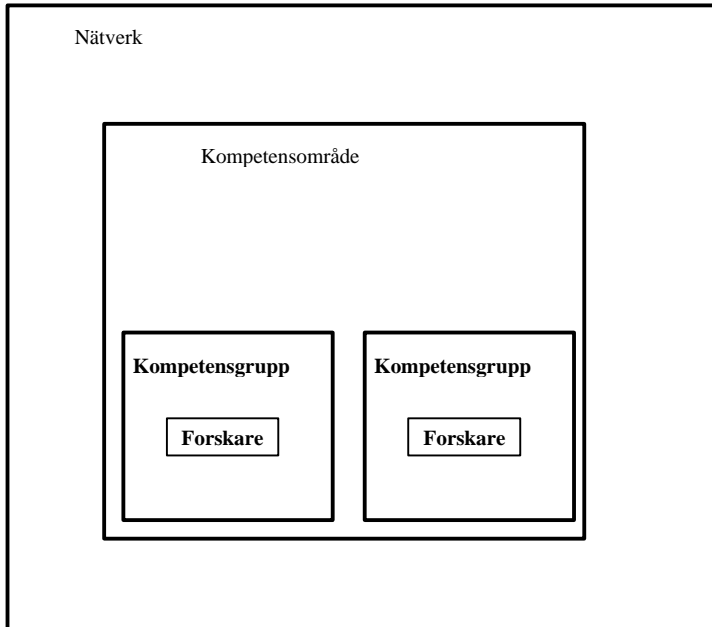 Nätverk
Kompetensområde
Kompetensgrupp
Kompetensgrupp
Forskare
Forskare